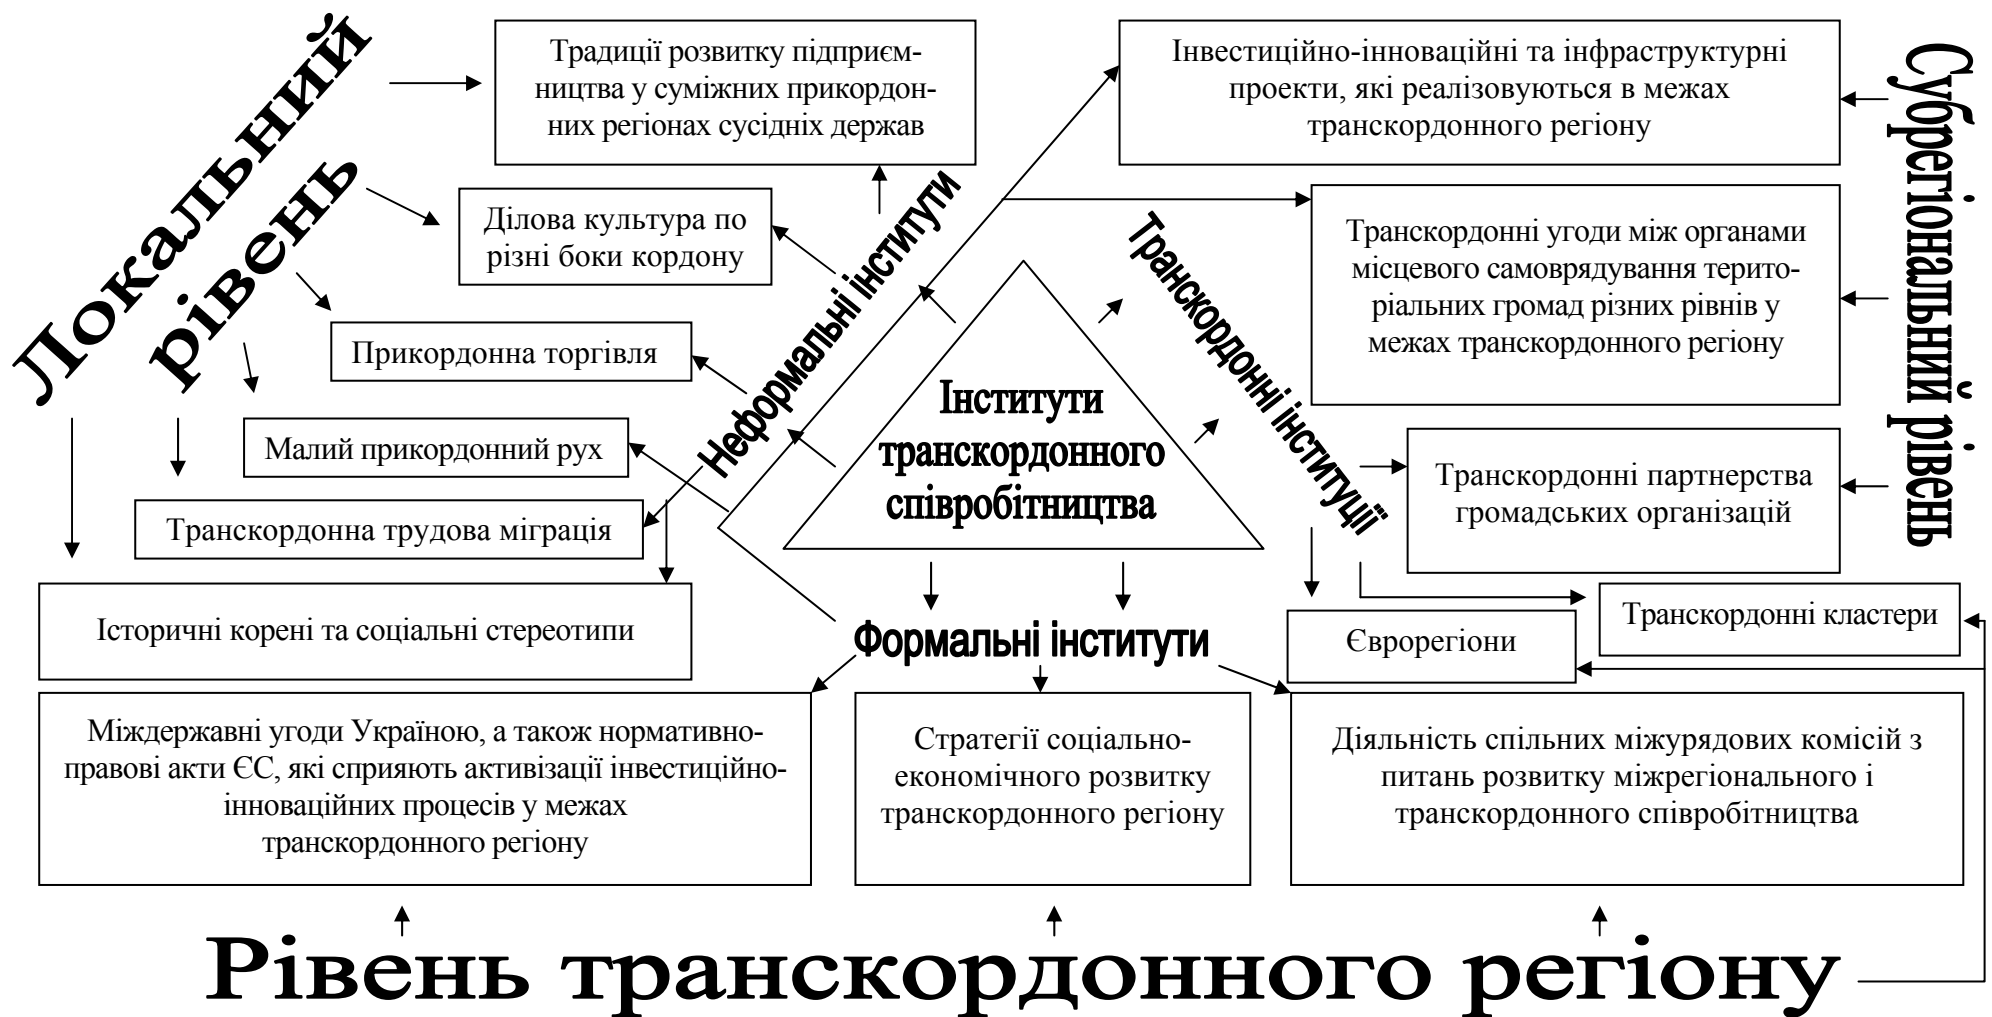 Локальний
рівень
Традиції розвитку підприєм-
ництва у суміжних прикордон-
них регіонах сусідніх держав
Ділова культура по
різні боки кордону
Прикордонна торгівля
Малий прикордонний рух
Транскордонна трудова міграція
Історичні корені та соціальні стереотипи
Неформальні інститути
Інститути
транскордонного
співробітництва
Транскордонні інституції
Формальні інститути
Інвестиційно-інноваційні та інфраструктурні
проекти, які реалізовуються в межах
транскордонного регіону
Транскордонні угоди між органами
місцевого самоврядування терито-
ріальних громад різних рівнів у
межах транскордонного регіону
Транскордонні партнерства
громадських організацій
Транскордонні кластери
Єврорегіони
Субрегіональний рівень
Міждержавні угоди Україною, а також нормативно-
правові акти ЄС, які сприяють активізації інвестиційно-
інноваційних процесів у межах
транскордонного регіону
Стратегії соціально-
економічного розвитку
транскордонного регіону
Діяльність спільних міжурядових комісій з
питань розвитку міжрегіонального і
транскордонного співробітництва
Рівень транскордонного регіону